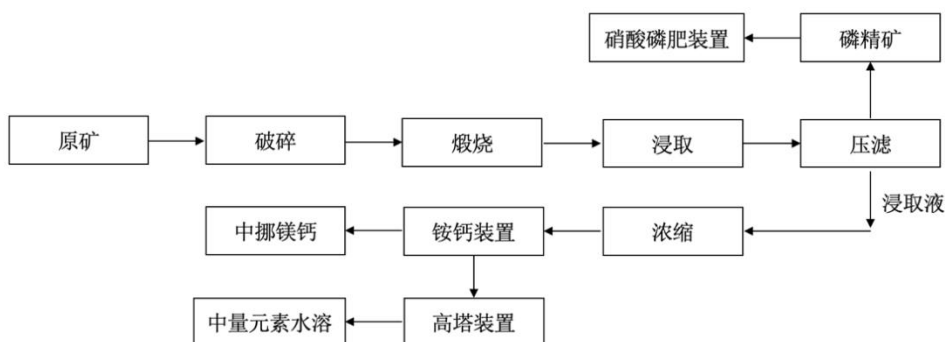 硝酸磷肥装置
磷精矿
原矿
破碎
煅烧
浸取
压滤
浸取液
中挪镁钙
铵钙装置
浓缩
中量元素水溶
高塔装置